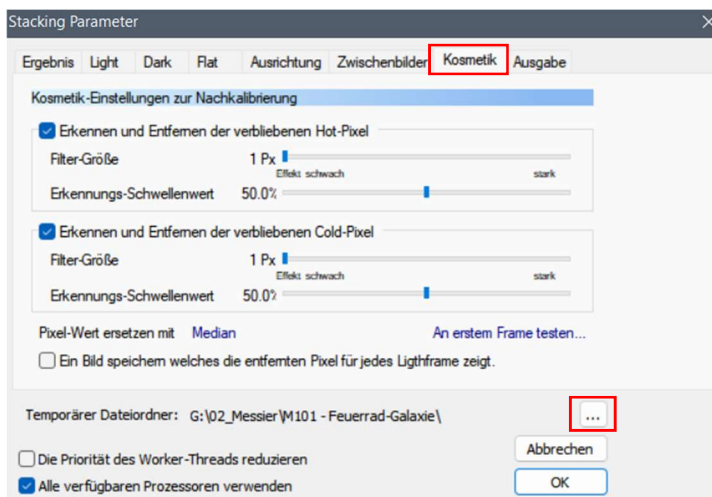 Stacking Parameter
Ergebnis Light Dark Flat Ausrichtung Zwischenbilder Kosmetik Ausgabe
Kosmetik-Einstellungen zur Nachkalibrierung
Erkennen und Entfernen der verbliebenen Hot-Pixel
Filter-Größe 1 Px
Effekt schwach stark
Erkennungs-Schwellenwert 50.0%
Erkennen und Entfernen der verbliebenen Cold-Pixel
Filter-Größe 1 Px
Effekt schwach stark
Erkennungs-Schwellenwert 50.0%
Pixel-Wert ersetzen mit Median An erstem Frame testen...
Ein Bild speichern welches die entfernten Pixel für jedes Ligthframe zeigt.
Temporärer Dateiordner: G:\02_Messier\M101 - Feuerrad-Galaxie\ ...
Abbrechen
Die Priorität des Worker-Threads reduzieren
Alle verfügbaren Prozessoren verwenden OK